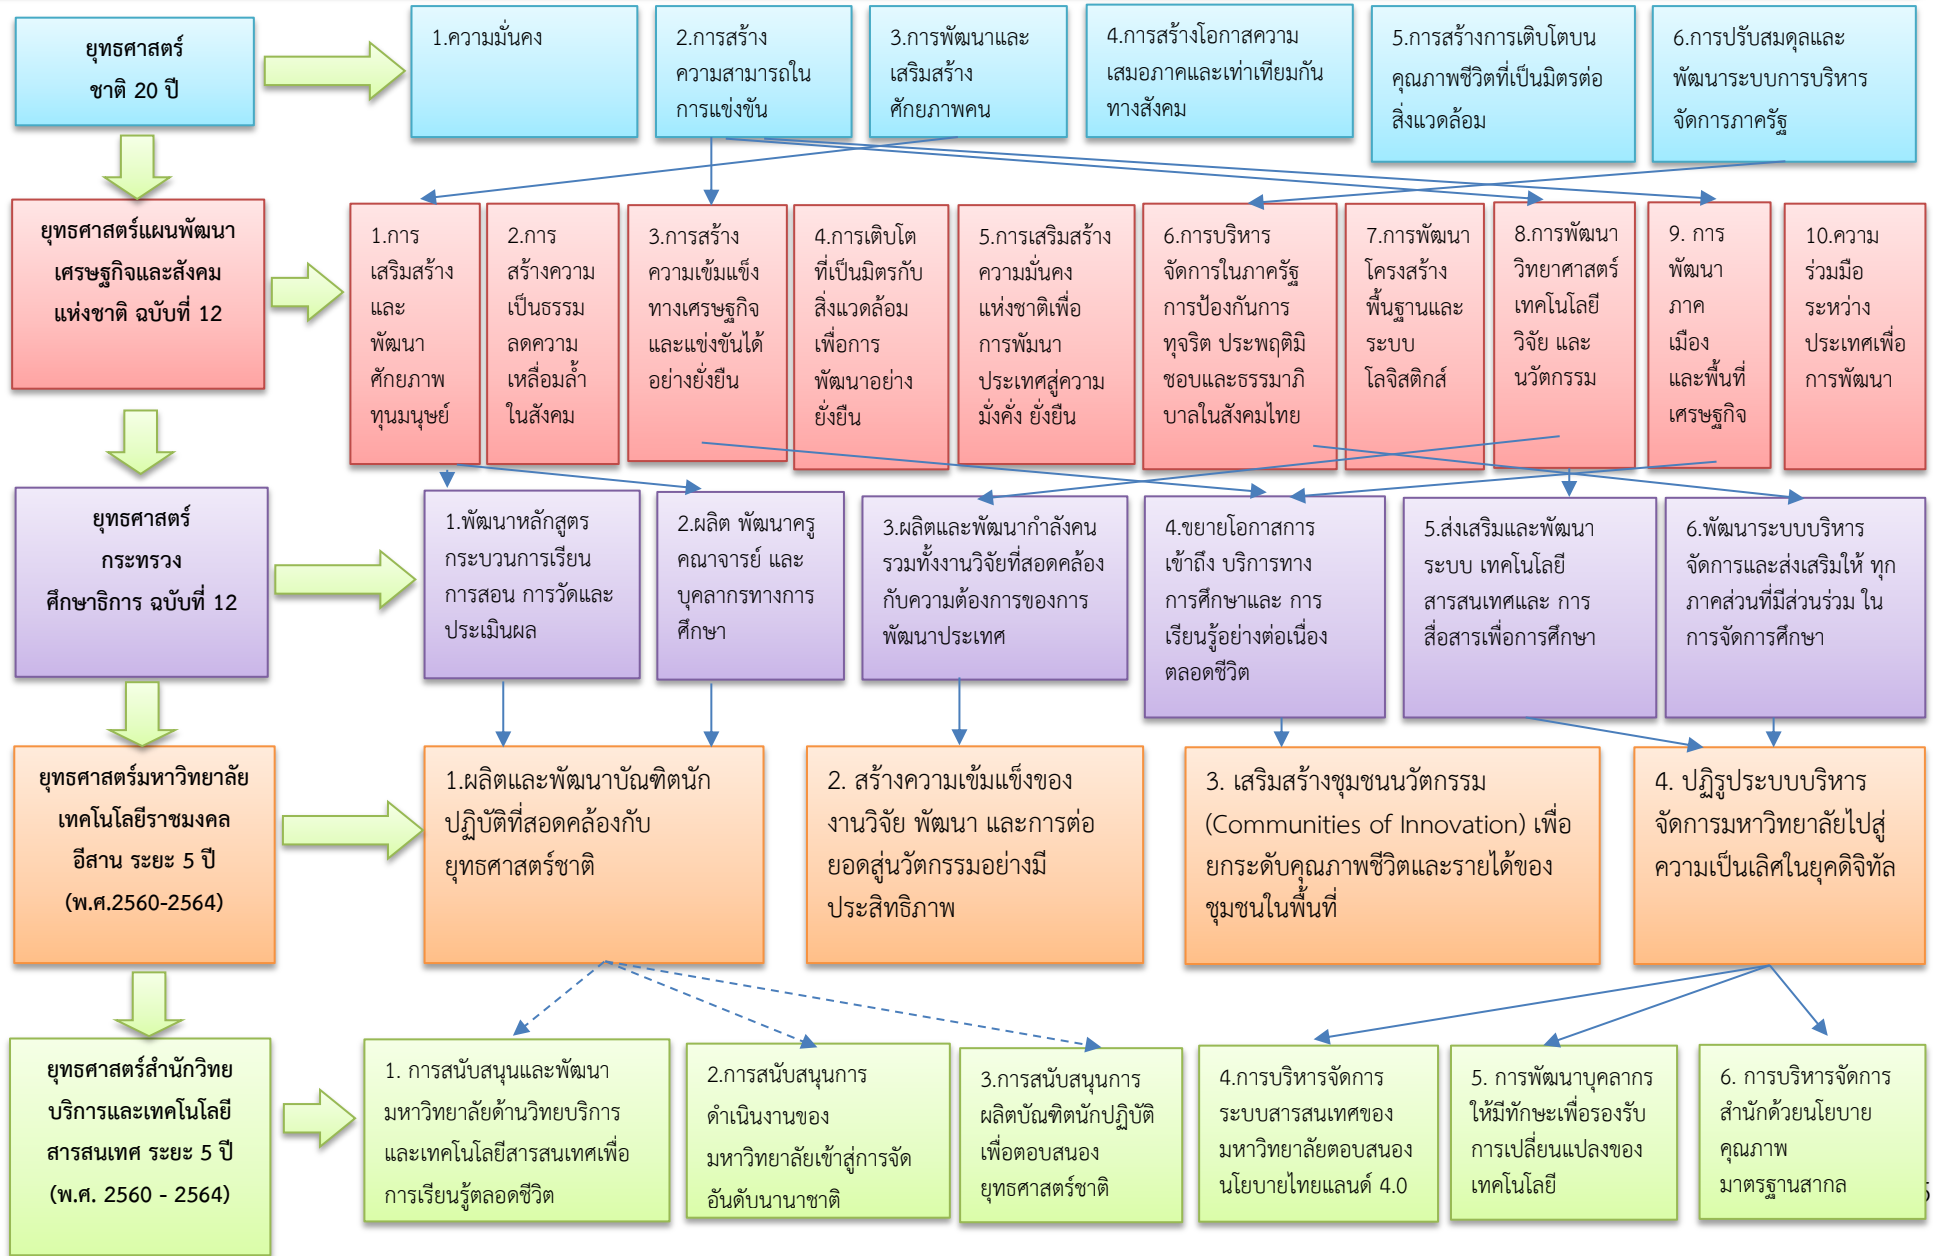 ยุทธศาสตร์
ชาติ 20 ปี
1.ความมั่นคง
2.การสร้าง
ความสามารถใน
การแข่งขัน
3.การพัฒนาและ
เสริมสร้าง
ศักยภาพคน
4.การสร้างโอกาสความ
เสมอภาคและเท่าเทียมกัน
ทางสังคม
5.การสร้างการเติบโตบน
คุณภาพชีวิตที่เป็นมิตรต่อ
สิ่งแวดล้อม
6.การปรับสมดุลและ
พัฒนาระบบการบริหาร
จัดการภาครัฐ
ยุทธศาสตร์แผนพัฒนา
เศรษฐกิจและสังคม
แห่งชาติ ฉบับที่ 12
1.การ
เสริมสร้าง
และ
พัฒนา
ศักยภาพ
ทุนมนุษย์
2.การ
สร้างความ
เป็นธรรม
ลดความ
เหลื่อมล้ำ
ในสังคม
3.การสร้าง
ความเข้มแข็ง
ทางเศรษฐกิจ
และแข่งขันได้
อย่างยั่งยืน
4.การเติบโต
ที่เป็นมิตรกับ
สิ่งแวดล้อม
เพื่อการ
พัฒนาอย่าง
ยั่งยืน
5.การเสริมสร้าง
ความมั่นคง
แห่งชาติเพื่อ
การพัมนา
ประเทศสู่ความ
มั่งคั่ง ยั่งยืน
6.การบริหาร
จัดการในภาครัฐ
การป้องกันการ
ทุจริต ประพฤติมิ
ชอบและธรรมาภิ
บาลในสังคมไทย
7.การพัฒนา
โครงสร้าง
พื้นฐานและ
ระบบ
โลจิสติกส์
8.การพัฒนา
วิทยาศาสตร์
เทคโนโลยี
วิจัย และ
นวัตกรรม
9. การ
พัฒนา
ภาค
เมือง
และพื้นที่
เศรษฐกิจ
10.ความ
ร่วมมือ
ระหว่าง
ประเทศเพื่อ
การพัฒนา
ยุทธศาสตร์
กระทรวง
ศึกษาธิการ ฉบับที่ 12
1.พัฒนาหลักสูตร
กระบวนการเรียน
การสอน การวัดและ
ประเมินผล
2.ผลิต พัฒนาครู
คณาจารย์ และ
บุคลากรทางการ
ศึกษา
3.ผลิตและพัฒนากำลังคน
รวมทั้งงานวิจัยที่สอดคล้อง
กับความต้องการของการ
พัฒนาประเทศ
4.ขยายโอกาสการ
เข้าถึง บริการทาง
การศึกษาและ การ
เรียนรู้อย่างต่อเนื่อง
ตลอดชีวิต
5.ส่งเสริมและพัฒนา
ระบบ เทคโนโลยี
สารสนเทศและ การ
สื่อสารเพื่อการศึกษา
6.พัฒนาระบบบริหาร
จัดการและส่งเสริมให้ ทุก
ภาคส่วนที่มีส่วนร่วม ใน
การจัดการศึกษา
ยุทธศาสตร์มหาวิทยาลัย
เทคโนโลยีราชมงคล
อีสาน ระยะ 5 ปี
(พ.ศ.2560-2564)
1.ผลิตและพัฒนาบัณฑิตนัก
ปฏิบัติที่สอดคล้องกับ
ยุทธศาสตร์ชาติ
2. สร้างความเข้มแข็งของ
งานวิจัย พัฒนา และการต่อ
ยอดสู่นวัตกรรมอย่างมี
ประสิทธิภาพ
3. เสริมสร้างชุมชนนวัตกรรม
(Communities of Innovation) เพื่อ
ยกระดับคุณภาพชีวิตและรายได้ของ
ชุมชนในพื้นที่
4. ปฏิรูประบบบริหาร
จัดการมหาวิทยาลัยไปสู่
ความเป็นเลิศในยุคดิจิทัล
ยุทธศาสตร์สำนักวิทย
บริการและเทคโนโลยี
สารสนเทศ ระยะ 5 ปี
(พ.ศ. 2560 - 2564)
1. การสนับสนุนและพัฒนา
มหาวิทยาลัยด้านวิทยบริการ
และเทคโนโลยีสารสนเทศเพื่อ
การเรียนรู้ตลอดชีวิต
2.การสนับสนุนการ
ดำเนินงานของ
มหาวิทยาลัยเข้าสู่การจัด
อันดับนานาชาติ
3.การสนับสนุนการ
ผลิตบัณฑิตนักปฏิบัติ
เพื่อตอบสนอง
ยุทธศาสตร์ชาติ
4.การบริหารจัดการ
ระบบสารสนเทศของ
มหาวิทยาลัยตอบสนอง
นโยบายไทยแลนด์ 4.0
5. การพัฒนาบุคลากร
ให้มีทักษะเพื่อรองรับ
การเปลี่ยนแปลงของ
เทคโนโลยี
6. การบริหารจัดการ
สำนักด้วยนโยบาย
คุณภาพ
มาตรฐานสากล